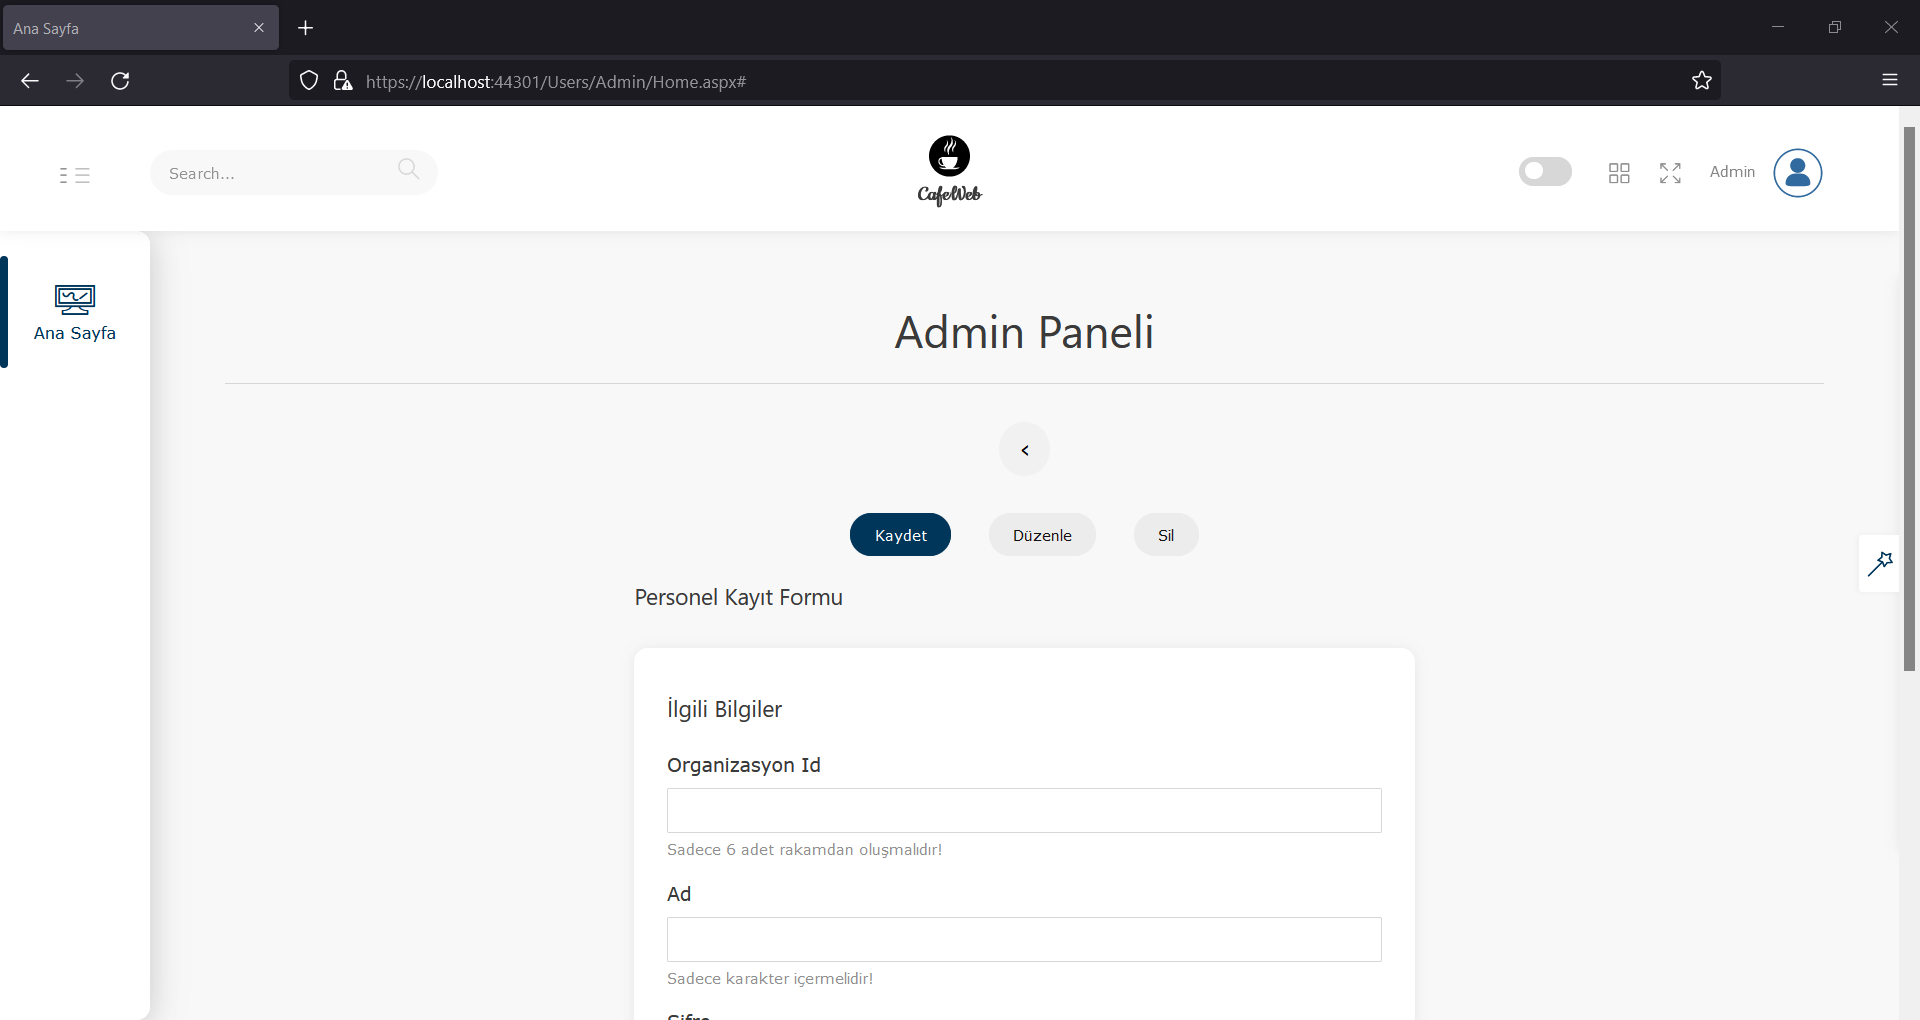 Ana Sayfa
https://localhost:44301/Users/Admin/Home.aspx#
Search...
CafeWeb
Admin
Ana Sayfa
Admin Paneli
<
Kaydet
Düzenle
Sil
Personel Kayıt Formu
İlgili Bilgiler
Organizasyon Id
Sadece 6 adet rakamdan oluşmalıdır!
Ad
Sadece karakter içermelidir!